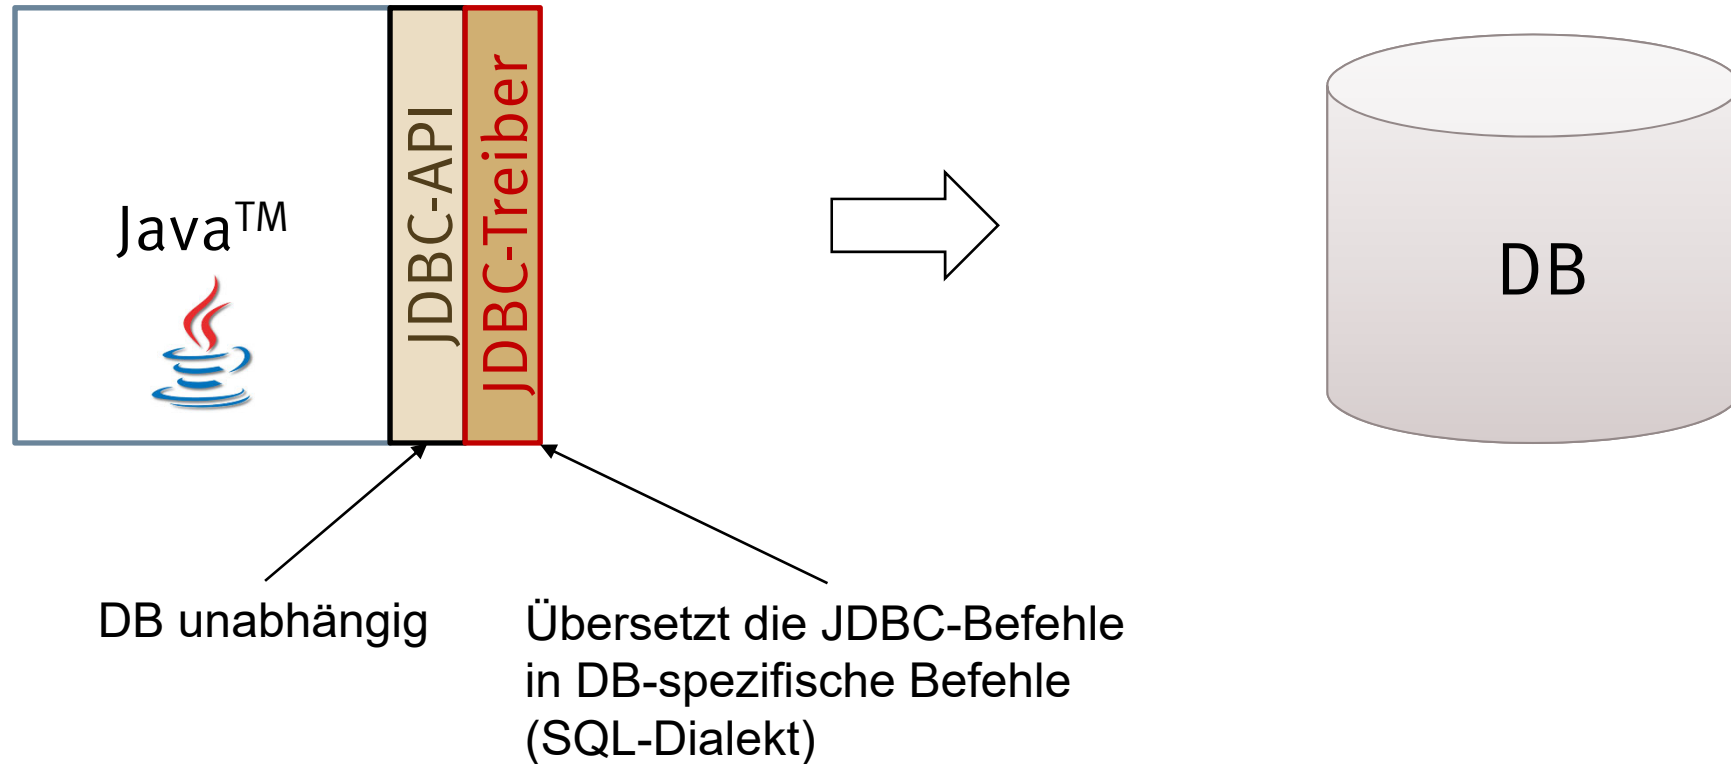 Java™
JDBC-API
JDBC-Treiber
DB
DB unabhängig
Übersetzt die JDBC-Befehle
in DB-spezifische Befehle
(SQL-Dialekt)